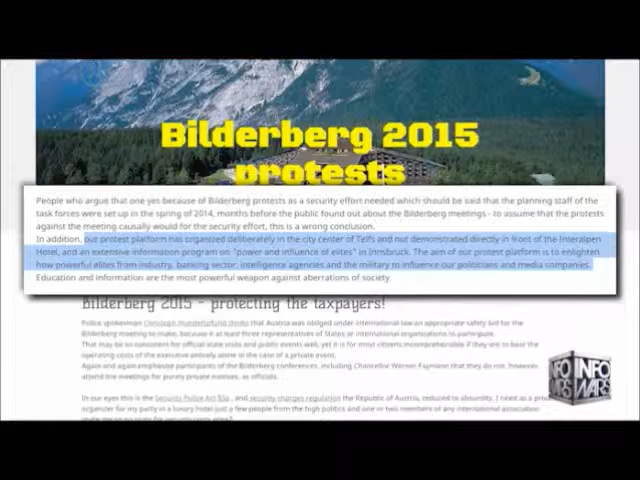 Bilderberg 2015
protests
People who argue that one yes because of Bilderberg protests as a security effort needed which should be said that the planning staff of the
task forces were set up in the spring of 2014, months before the public found out about the Bilderberg meetings - to assume that the protests
against the meeting causally would for the security effort, this is a wrong conclusion.
In addition, our protest platform has organized deliberately in the city center of Telfs and not demonstrated directly in front of the Interalpen
Hotel, and an extensive information program on "power and influence of elites" in Innsbruck. The aim of our protest platform is to enlighten
how powerful elites from industry, banking sector, intelligence agencies and the military to influence our politicians and media companies.
Education and information are the most powerful weapon against aberrations of society
Bilderberg 2015 - protecting the taxpayers!
Police spokesman that Austria was obliged under international law an appropriate safety bid for the
Bilderberg meeting to make, because it at least three representatives of States or international organizations to participate.
That may be so consistent for official state visits and public events well, yet it is for most citizens incomprehensible if they are to bear the
operating costs of the executive entirely alone in the case of a private event.
Again and again emphasize participants of the Bilderberg conferences, including Chancellor Werner Faymann that they do not, however
attend the meetings for purely private motives, as officials.
In our eyes this is the Security Police Act , and security charges regulation the Republic of Austria, reduced to absurdity. I need as a
organizer for my party in a luxury hotel just a few people from the high politics and one or two members of any international association
INFO
WARS